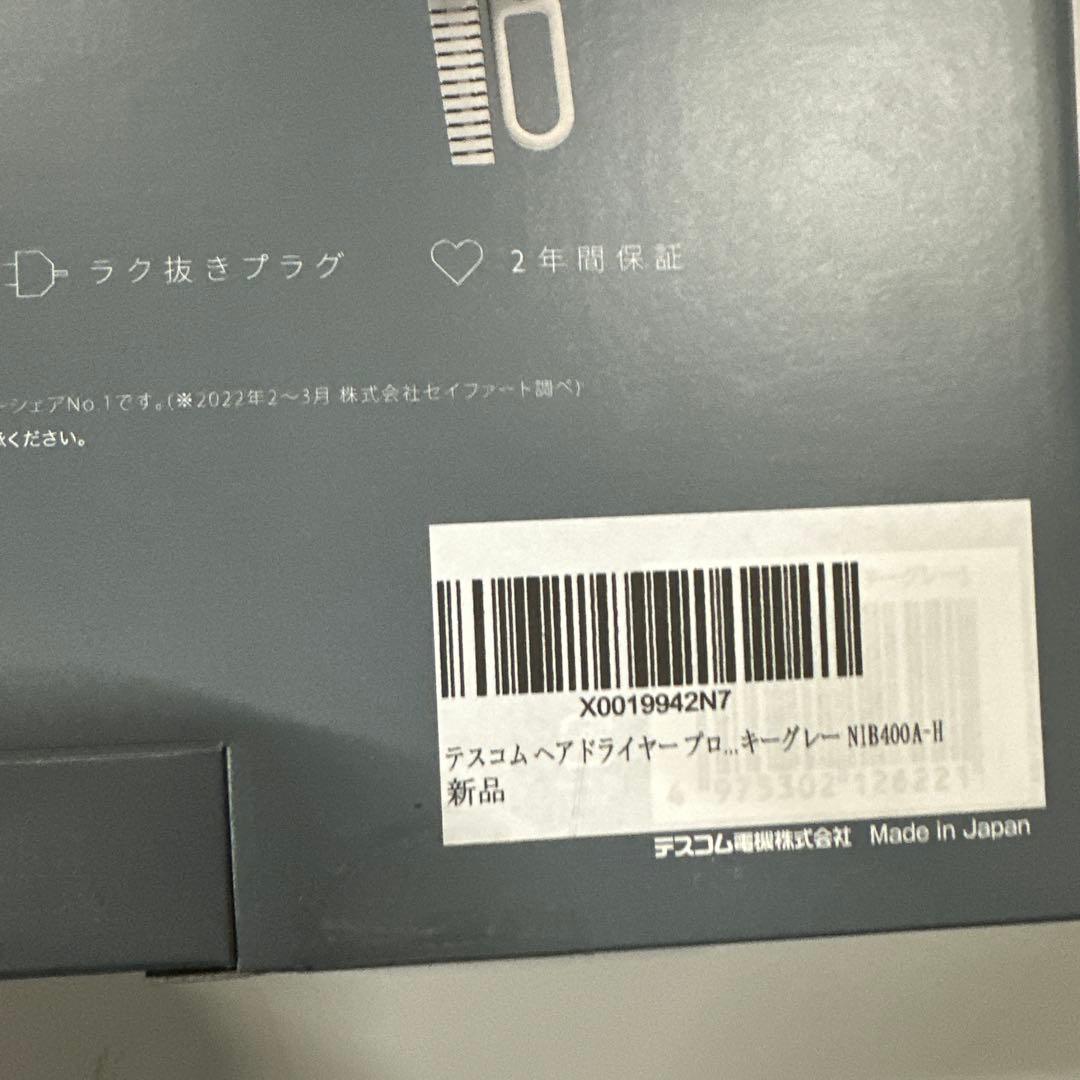 ラク抜きプラグ
2年間保証
ーシェアNo.1です。(※2022年2〜3月 株式会社セイファート調べ)
ください。
X0019942N7
テスコム ヘアドライヤー プロ...キーグレー NIB400A-H
新品
4 975302 126221
テスコム電機株式会社 Made in Japan